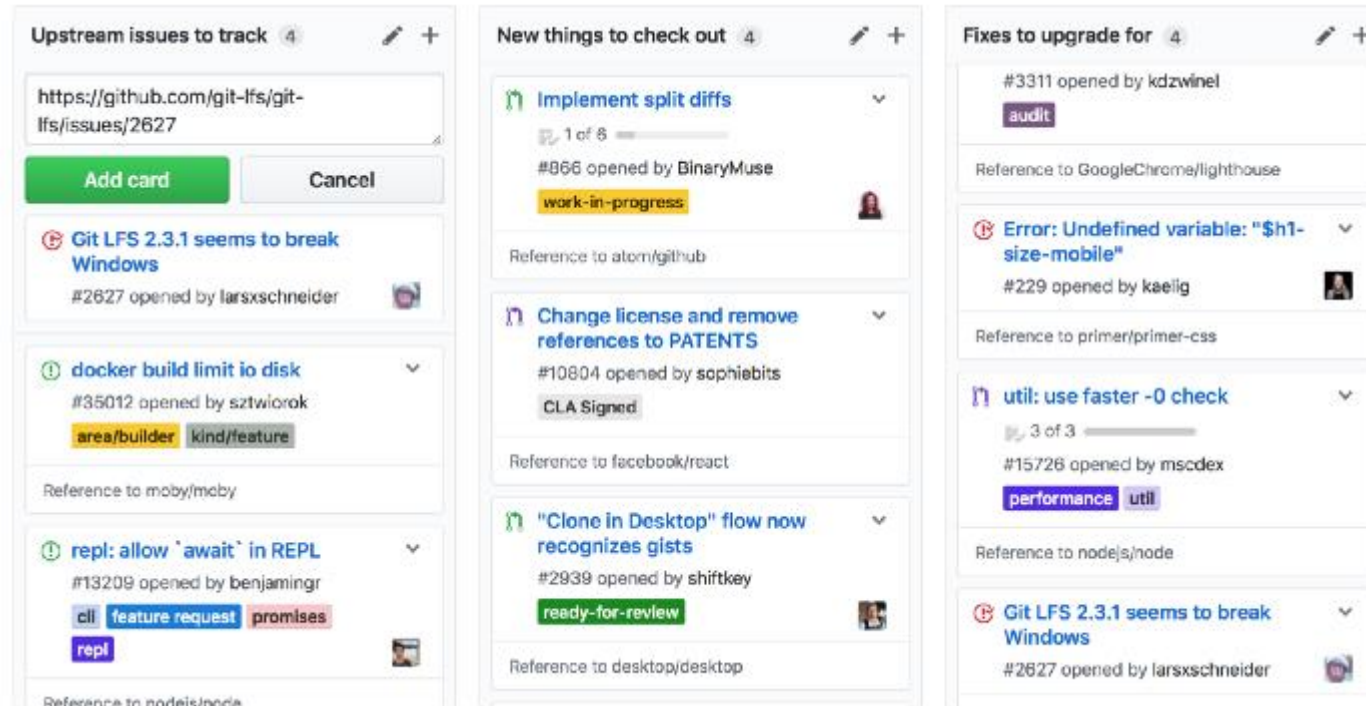 Upstream issues to track 4
https://github.com/git-lfs/git-
lfs/issues/2627
Add card
Cancel
Git LFS 2.3.1 seems to break
Windows
#2627 opened by larsxschneider
docker build limit io disk
#35012 opened by sztwiorok
area/builder kind/feature
Reference to moby/moby
repl: allow `await` in REPL
#13209 opened by benjamingr
cli feature request promises
repl
Reference to nodejs/node
New things to check out 4
Implement split diffs
1 of 6
#866 opened by BinaryMuse
work-in-progress
Reference to atom/github
Change license and remove
references to PATENTS
#10804 opened by sophiebits
CLA Signed
Reference to facebook/react
"Clone in Desktop" flow now
recognizes gists
#2939 opened by shiftkey
ready-for-review
Reference to desktop/desktop
Fixes to upgrade for 4
#3311 opened by kdzwinel
audit
Reference to GoogleChrome/lighthouse
Error: Undefined variable: "$h1-
size-mobile"
#229 opened by kaelig
Reference to primer/primer-css
util: use faster -0 check
3 of 3
#15726 opened by mscdex
performance util
Reference to nodejs/node
Git LFS 2.3.1 seems to break
Windows
#2627 opened by larsxschneider